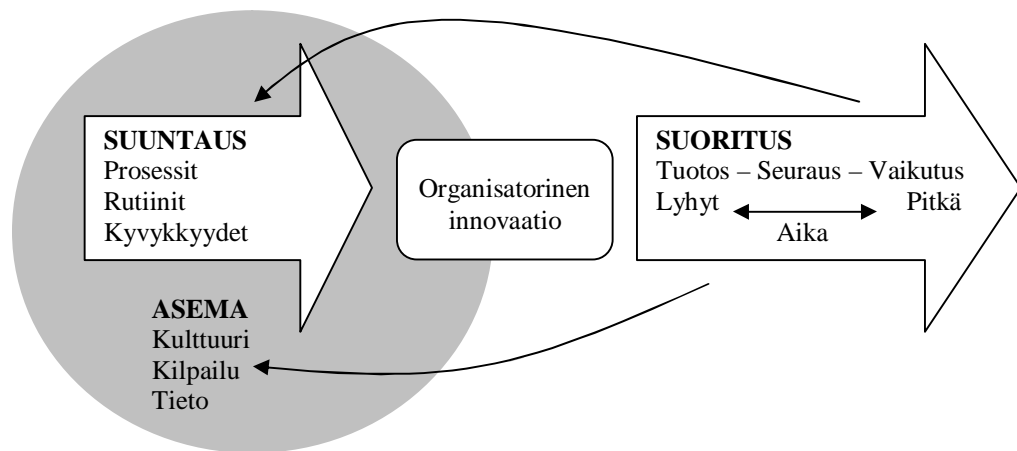 SUUNTAUS
Prosessit
Rutiinit
Kyvykkyydet
ASEMA
Kulttuuri
Kilpailu
Tieto
Organisatorinen
innovaatio
SUORITUS
Tuotos – Seuraus – Vaikutus
Lyhyt Pitkä
Aika